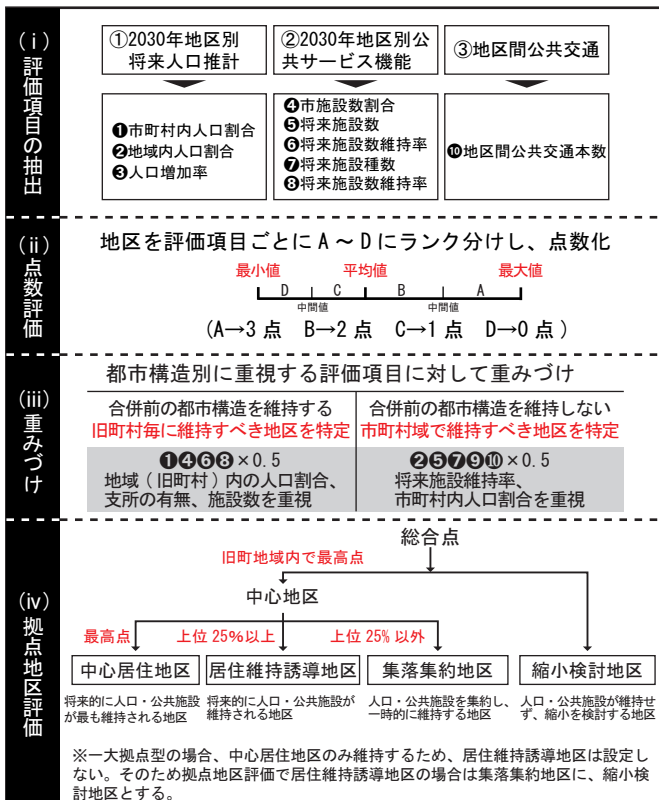 (ⅰ)評価項目の抽出
①2030年地区別
将来人口推計
②2030年地区別公
共サービス機能
③地区間公共交通
❶市町村内人口割合
❷地域内人口割合
❸人口増加率
❹市施設数割合
❺将来施設数
❻将来施設数維持率
❼将来施設種数
❽将来施設数維持率
❿地区間公共交通本数
(ⅱ)点数評価
地区を評価項目ごとに A ～ D にランク分けし、点数化
最小値 平均値 最大値
D C B A
中間値 中間値
(A→3 点 B→2 点 C→1 点 D→0 点 )
(ⅲ)重みづけ
都市構造別に重視する評価項目に対して重みづけ
合併前の都市構造を維持する
旧町村毎に維持すべき地区を特定
❶❹❻❽×0.5
地域 ( 旧町村 ) 内の人口割合、
支所の有無、施設数を重視
合併前の都市構造を維持しない
市町村域で維持すべき地区を特定
❷❺❼❾❿×0.5
将来施設維持率、
市町村内人口割合を重視
(ⅳ)拠点地区評価
総合点
旧町地域内で最高点
中心地区
最高点 上位 25%以上 上位 25% 以外
中心居住地区 居住維持誘導地区 集落集約地区 縮小検討地区
将来的に人口・公共施設
が最も維持される地区
将来的に人口・公共施設が
維持される地区
人口・公共施設を集約し、
一時的に維持する地区
人口・公共施設が維持せ
ず、縮小を検討する地区
※一大拠点型の場合、中心居住地区のみ維持するため、居住維持誘導地区は設定し
ない。そのため拠点地区評価で居住維持誘導地区の場合は集落集約地区に、縮小検
討地区とする。